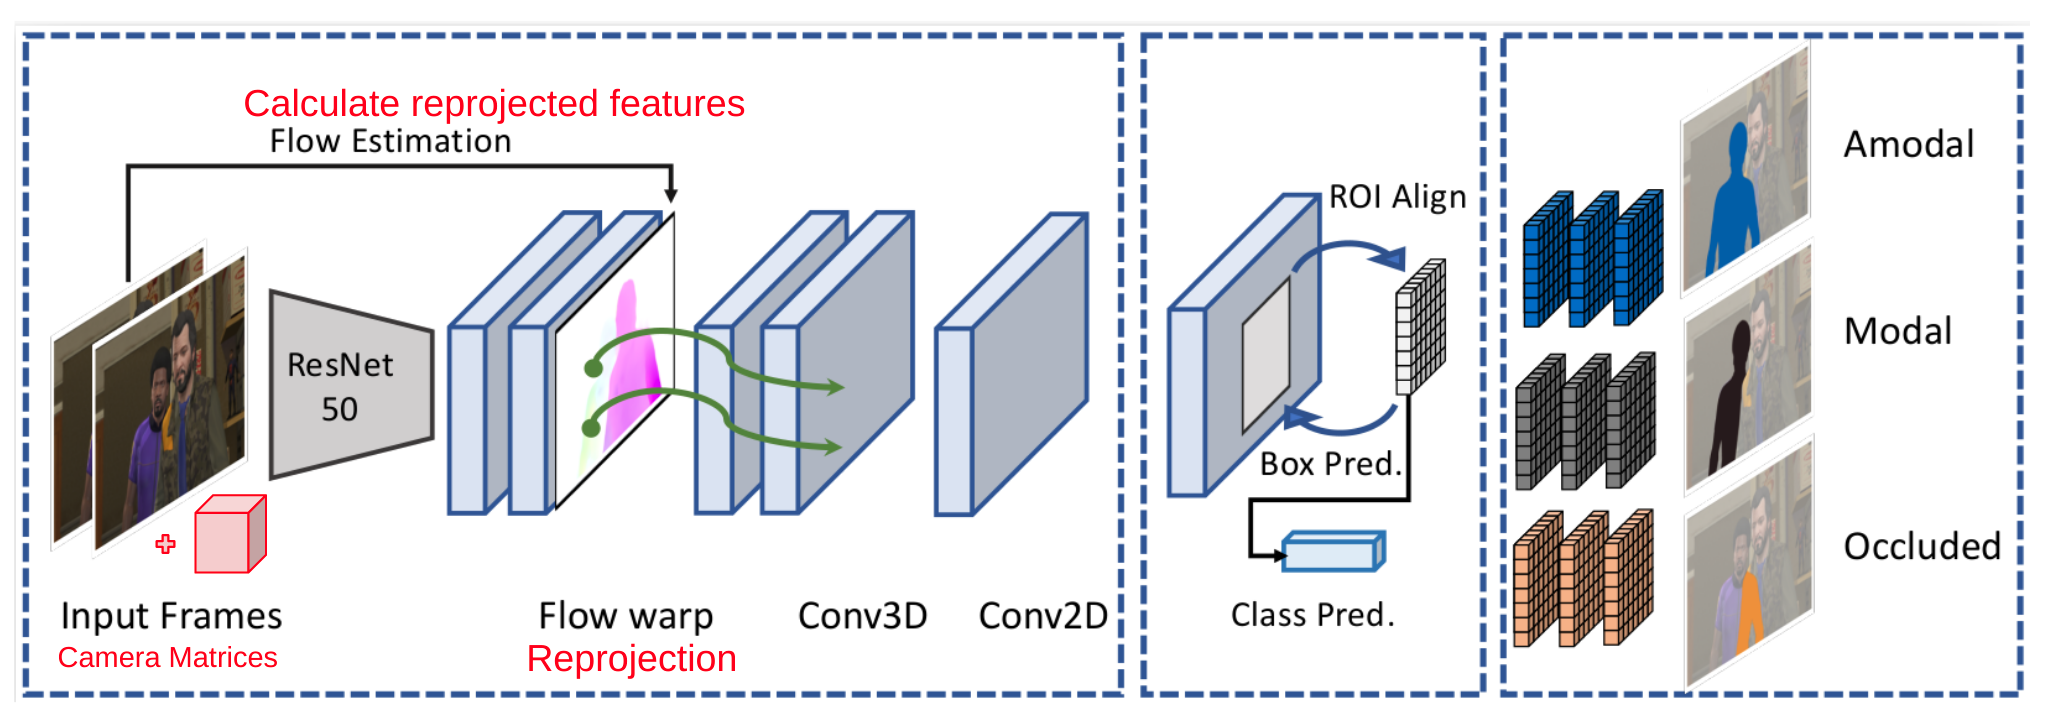 Calculate reprojected features
Flow Estimation
ResNet
50
Input Frames
Camera Matrices
Flow warp
Reprojection
Conv3D
Conv2D
ROI Align
Box Pred.
Class Pred.
Amodal
Modal
Occluded